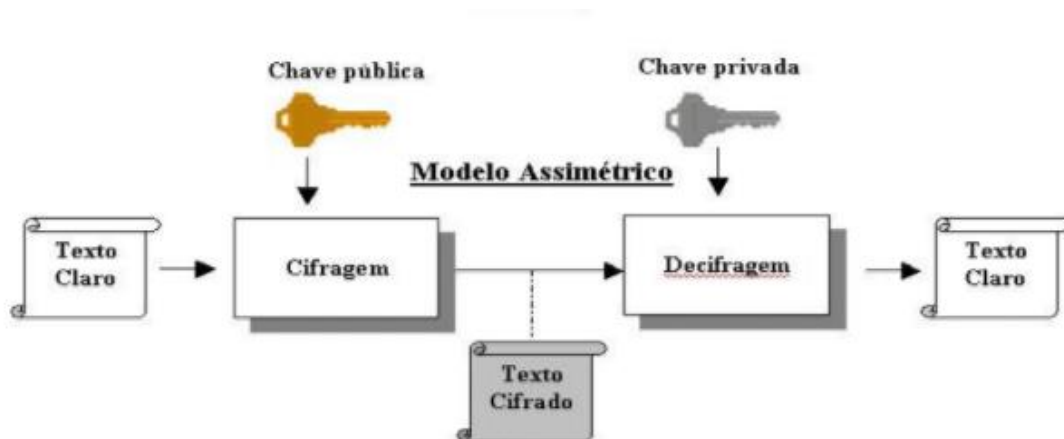 Chave pública
Chave privada
Modelo Assimétrico
Texto
Claro
Cifragem
Decifragem
Texto
Claro
Texto
Cifrado